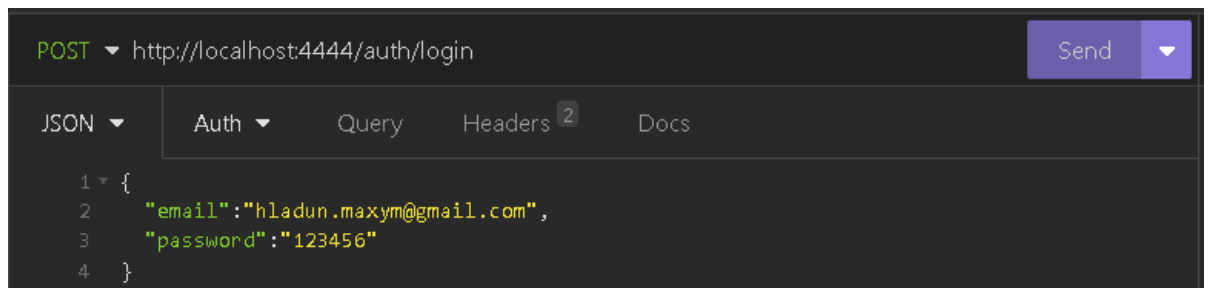 POST http://localhost:4444/auth/login Send
JSON Auth Query Headers 2 Docs
1 {
2 "email":"hladun.maxym@gmail.com",
3 "password":"123456"
4 }